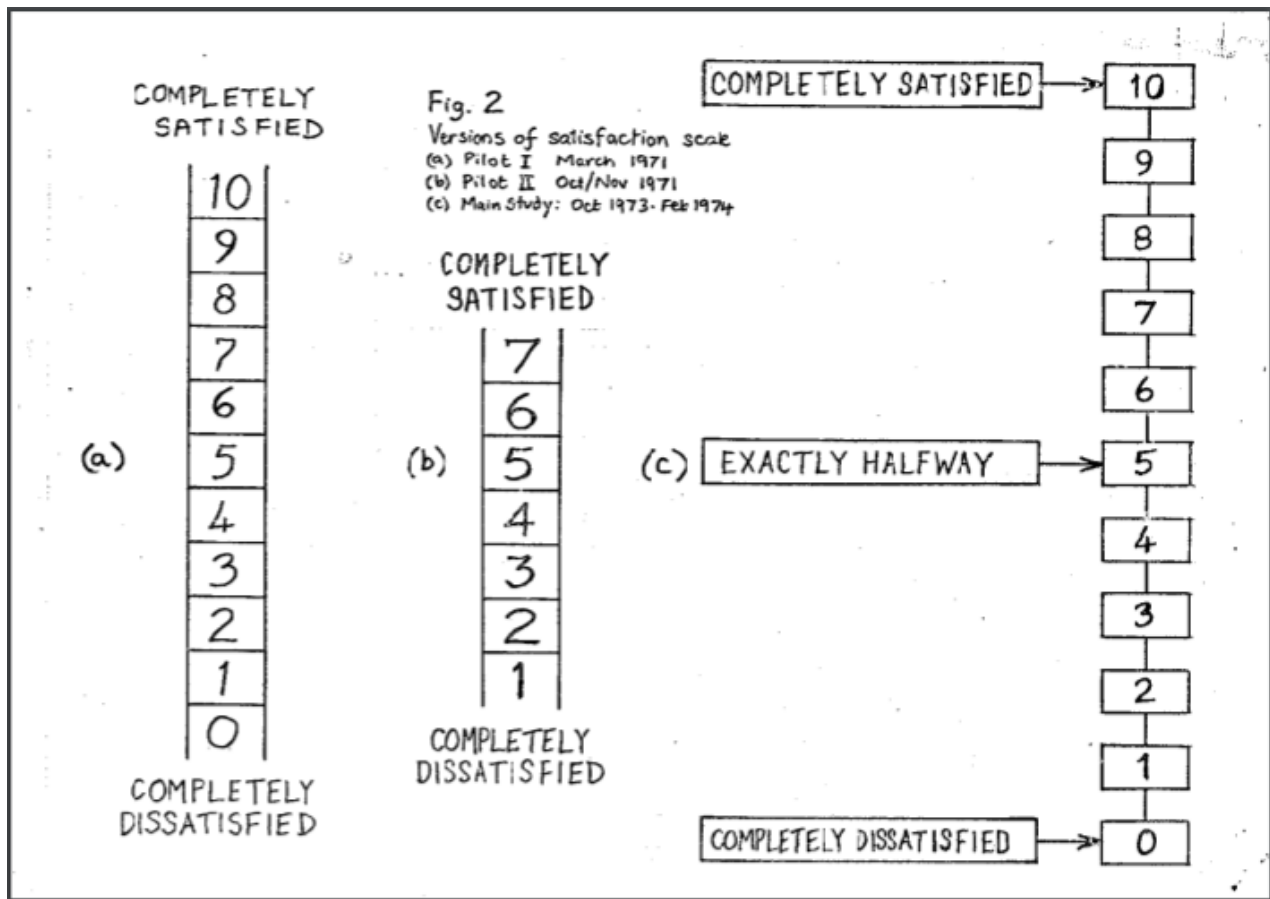 COMPLETELY
SATISFIED
10
9
8
7
6
5
4
3
2
1
0
COMPLETELY
DISSATISFIED
(a)
Fig. 2
Versions of satisfaction scale
(a) Pilot I March 1971
(b) Pilot II Oct/Nov 1971
(c) Main Study: Oct 1973-Feb 1974
COMPLETELY
SATISFIED
7
6
5
4
3
2
1
COMPLETELY
DISSATISFIED
(b)
(c)
COMPLETELY SATISFIED
10
9
8
7
6
EXACTLY HALFWAY
5
4
3
2
1
COMPLETELY DISSATISFIED
0